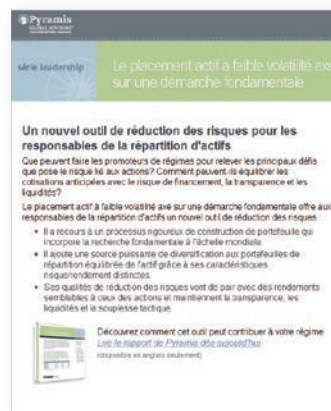 Pyramis
GLOBAL ADVISORS
série leadership
Le placement actif à faible volatilité axé
sur une démarche fondamentale
Un nouvel outil de réduction des risques pour les
responsables de la répartition d'actifs
Que peuvent faire les promoteurs de régimes pour relever les principaux défis
que pose le risque lié aux actions? Comment peuvent-ils équilibrer les
cotisations anticipées avec le risque de financement, la transparence et les
liquidités?
Le placement actif à faible volatilité axé sur une démarche fondamentale offre aux
responsables de la répartition d'actifs un nouvel outil de réduction des risques :
• Il a recours à un processus rigoureux de construction de portefeuille qui
incorpore la recherche fondamentale à l'échelle mondiale.
• Il ajoute une source puissante de diversification aux portefeuilles de
répartition équilibrée de l'actif grâce à ses caractéristiques
risque/rendement distinctes.
• Ses qualités de réduction des risques vont de pair avec des rendements
semblables à ceux des actions et maintiennent la transparence, les
liquidités et la souplesse tactique.
Découvrez comment cet outil peut contribuer à votre régime
Lire le rapport de Pyramis dès aujourd'hui.
(disponible en anglais seulement)